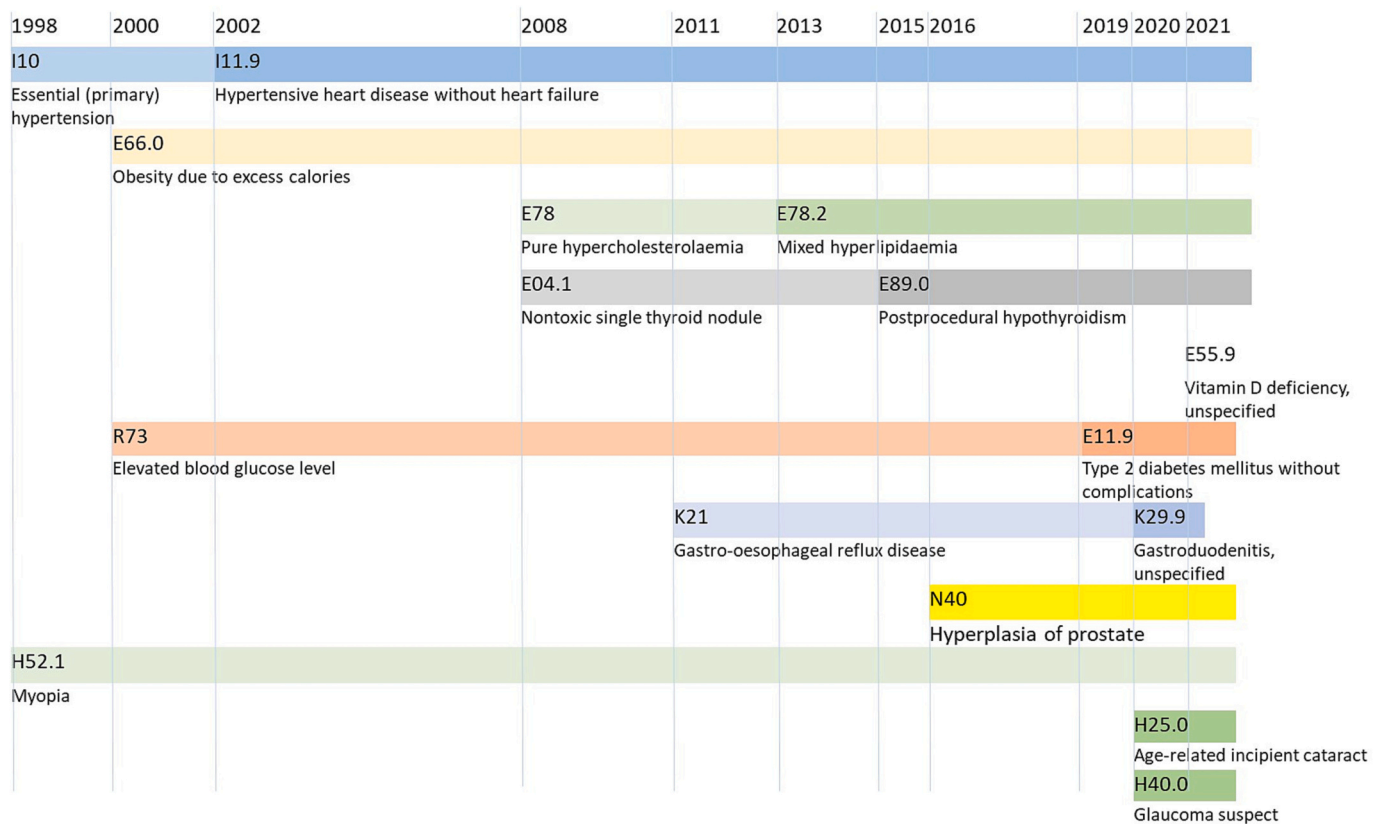 1998 2000 2002 2008 2011 2013 2015 2016 2019 2020 2021
I10 I11.9
Essential (primary)
hypertension
Hypertensive heart disease without heart failure
E66.0
Obesity due to excess calories
E78 E78.2
Pure hypercholesterolaemia Mixed hyperlipidaemia
E04.1 E89.0
Nontoxic single thyroid nodule Postprocedural hypothyroidism
E55.9
Vitamin D deficiency,
unspecified
R73 E11.9
Elevated blood glucose level
Type 2 diabetes mellitus without
complications
K21 K29.9
Gastro-oesophageal reflux disease
Gastroduodenitis,
unspecified
N40
Hyperplasia of prostate
H52.1
Myopia
H25.0
Age-related incipient cataract
H40.0
Glaucoma suspect